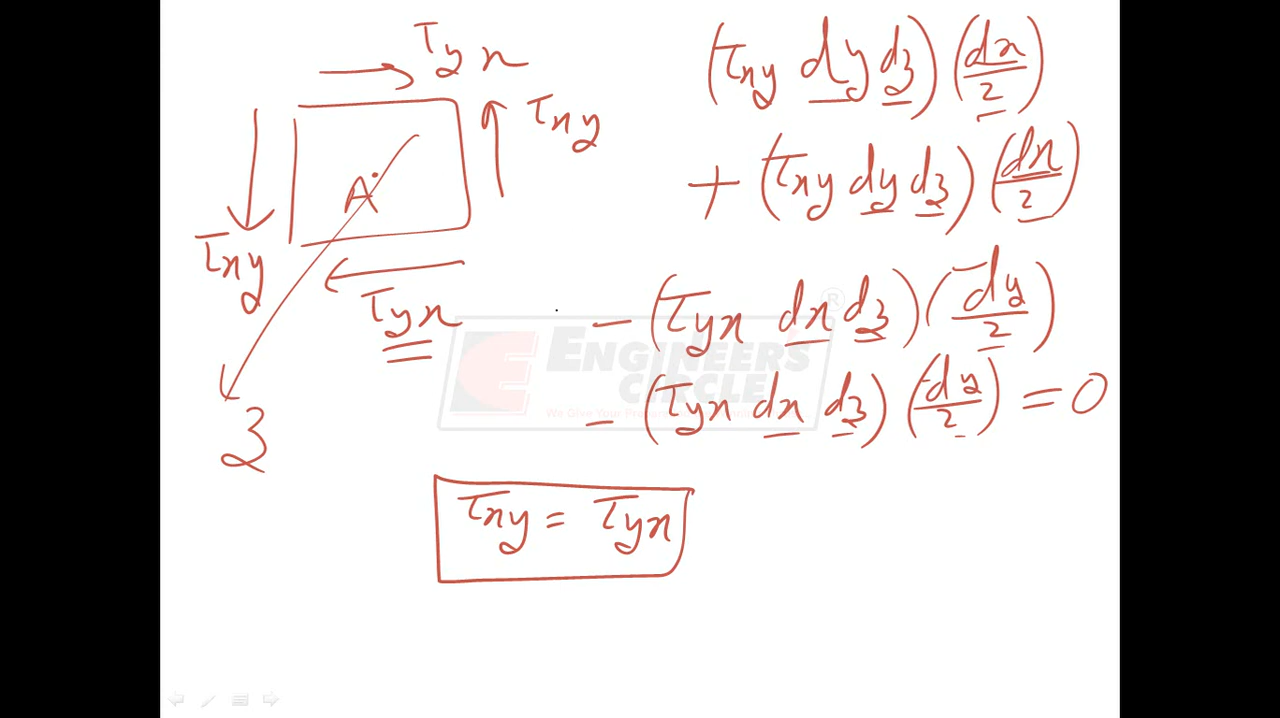 τyx
τxy
A
τxy
τyx
3
(τxy dy dz) (dx/2)
+ (τxy dy dz) (dx/2)
- (τyx dx dz) (dy/2)
- (τyx dx dz) (dy/2) = 0
τxy = τyx
ENGINEERS
CIRCLE
®